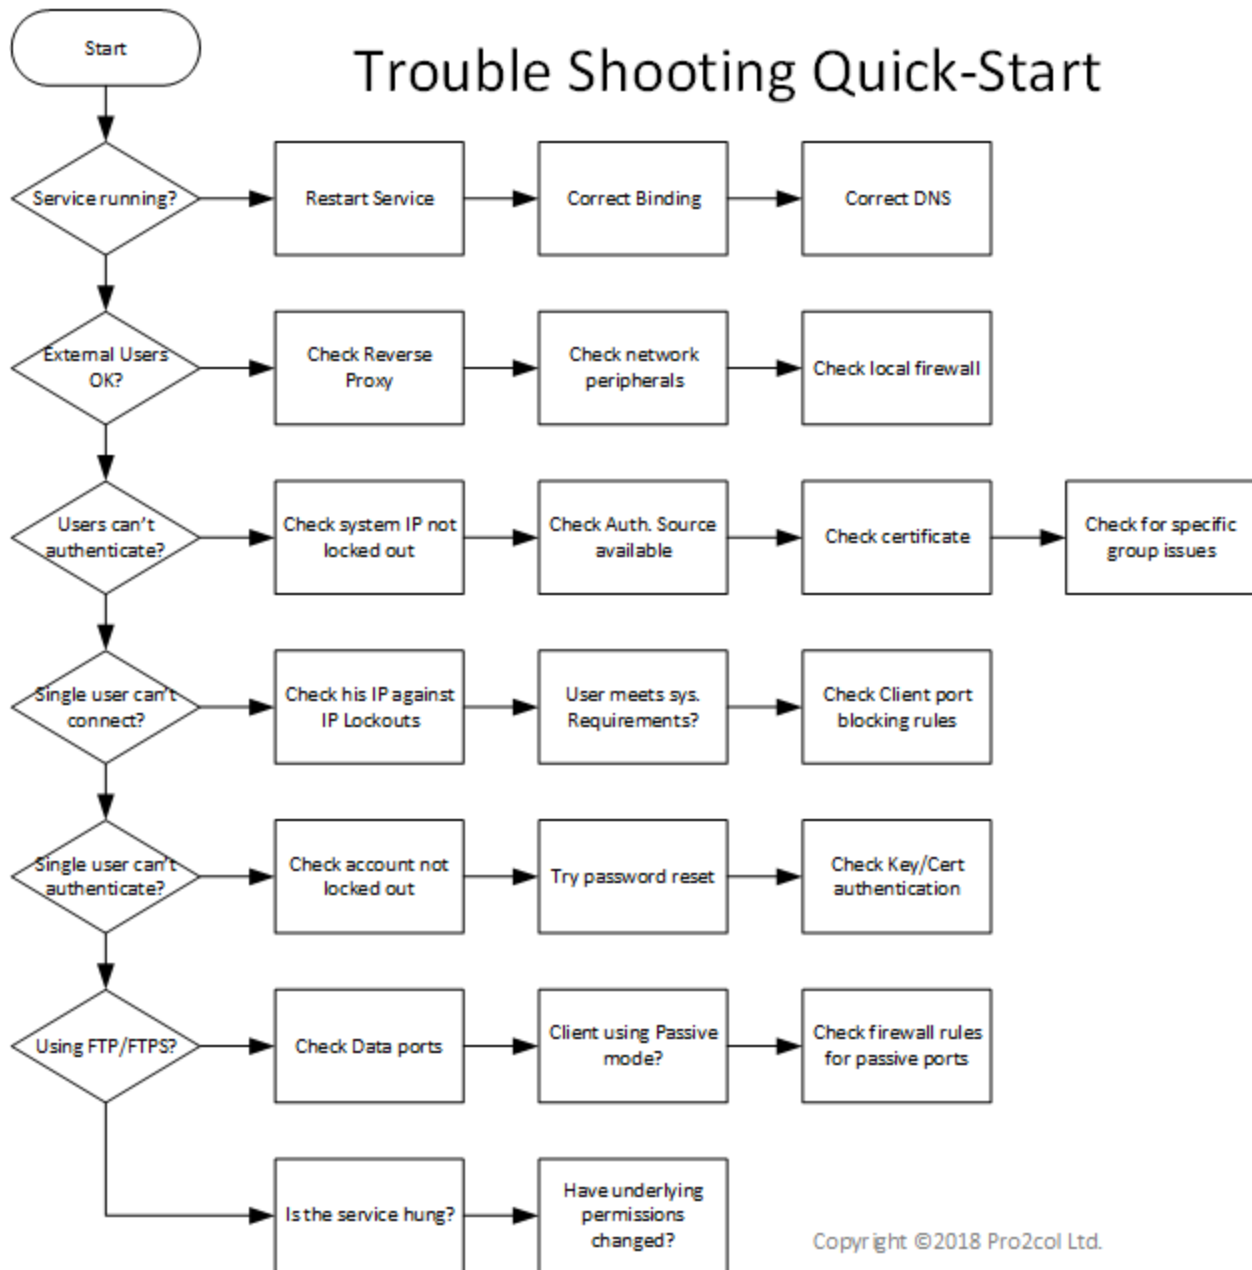 Start
Trouble Shooting Quick-Start
Service running?
Restart Service
Correct Binding
Correct DNS
External Users
OK?
Check Reverse
Proxy
Check network
peripherals
Check local firewall
Users can't
authenticate?
Check system IP not
locked out
Check Auth. Source
available
Check certificate
Check for specific
group issues
Single user can't
connect?
Check his IP against
IP Lockouts
User meets sys.
Requirements?
Check Client port
blocking rules
Single user can't
authenticate?
Check account not
locked out
Try password reset
Check Key/Cert
authentication
Using FTP/FTPS?
Check Data ports
Client using Passive
mode?
Check firewall rules
for passive ports
Is the service hung?
Have underlying
permissions
changed?
Copyright ©2018 Pro2col Ltd.